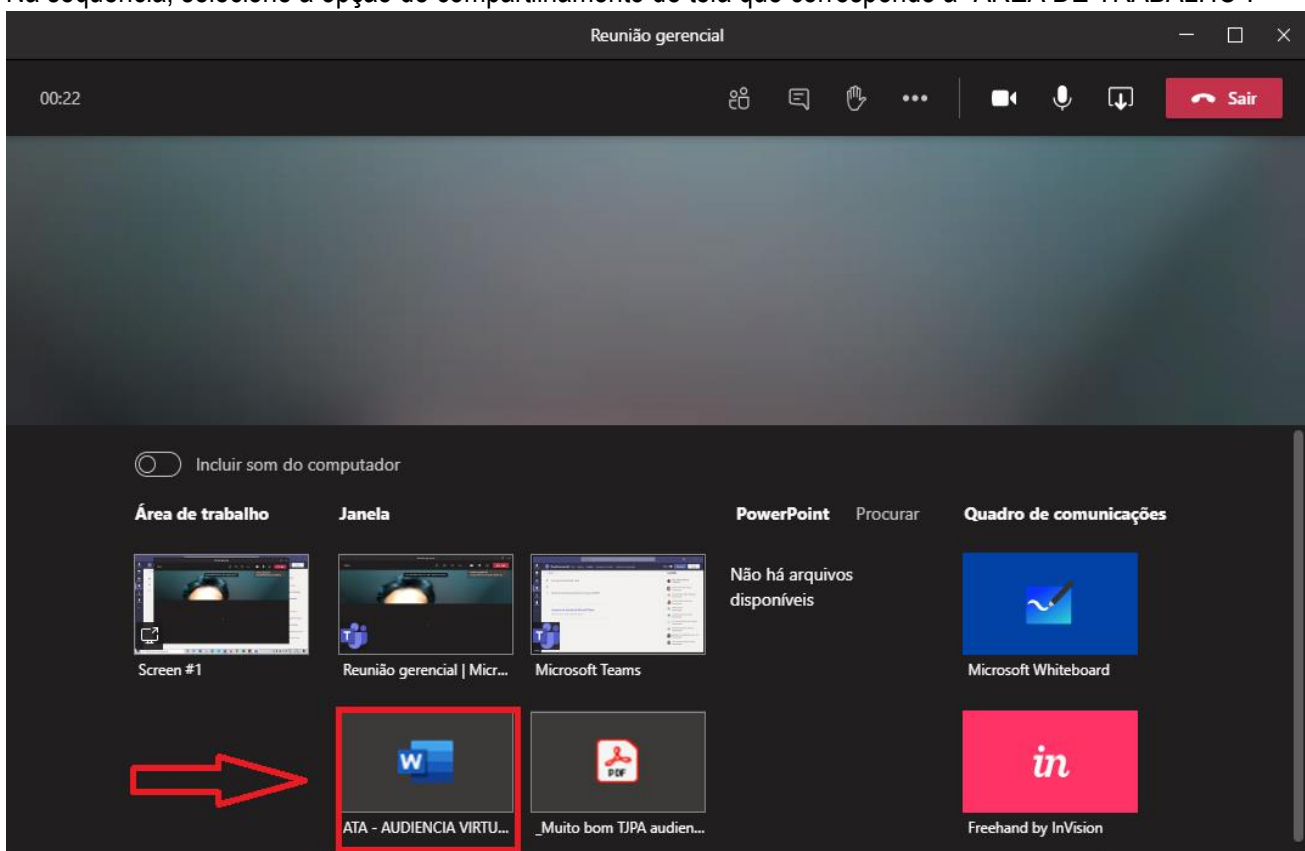 Na sequência, selecione a opção de compartilhamento de tela que corresponde à "ÁREA DE TRABALHO".
Reunião gerencial
00:22
Sair
Incluir som do computador
Área de trabalho Janela PowerPoint Procurar Quadro de comunicações
Não há arquivos
disponíveis
Screen #1 Reunião gerencial | Micr... Microsoft Teams Microsoft Whiteboard
W
PDF
in
ATA - AUDIENCIA VIRTU... _Muito bom TJPA audien... Freehand by InVision